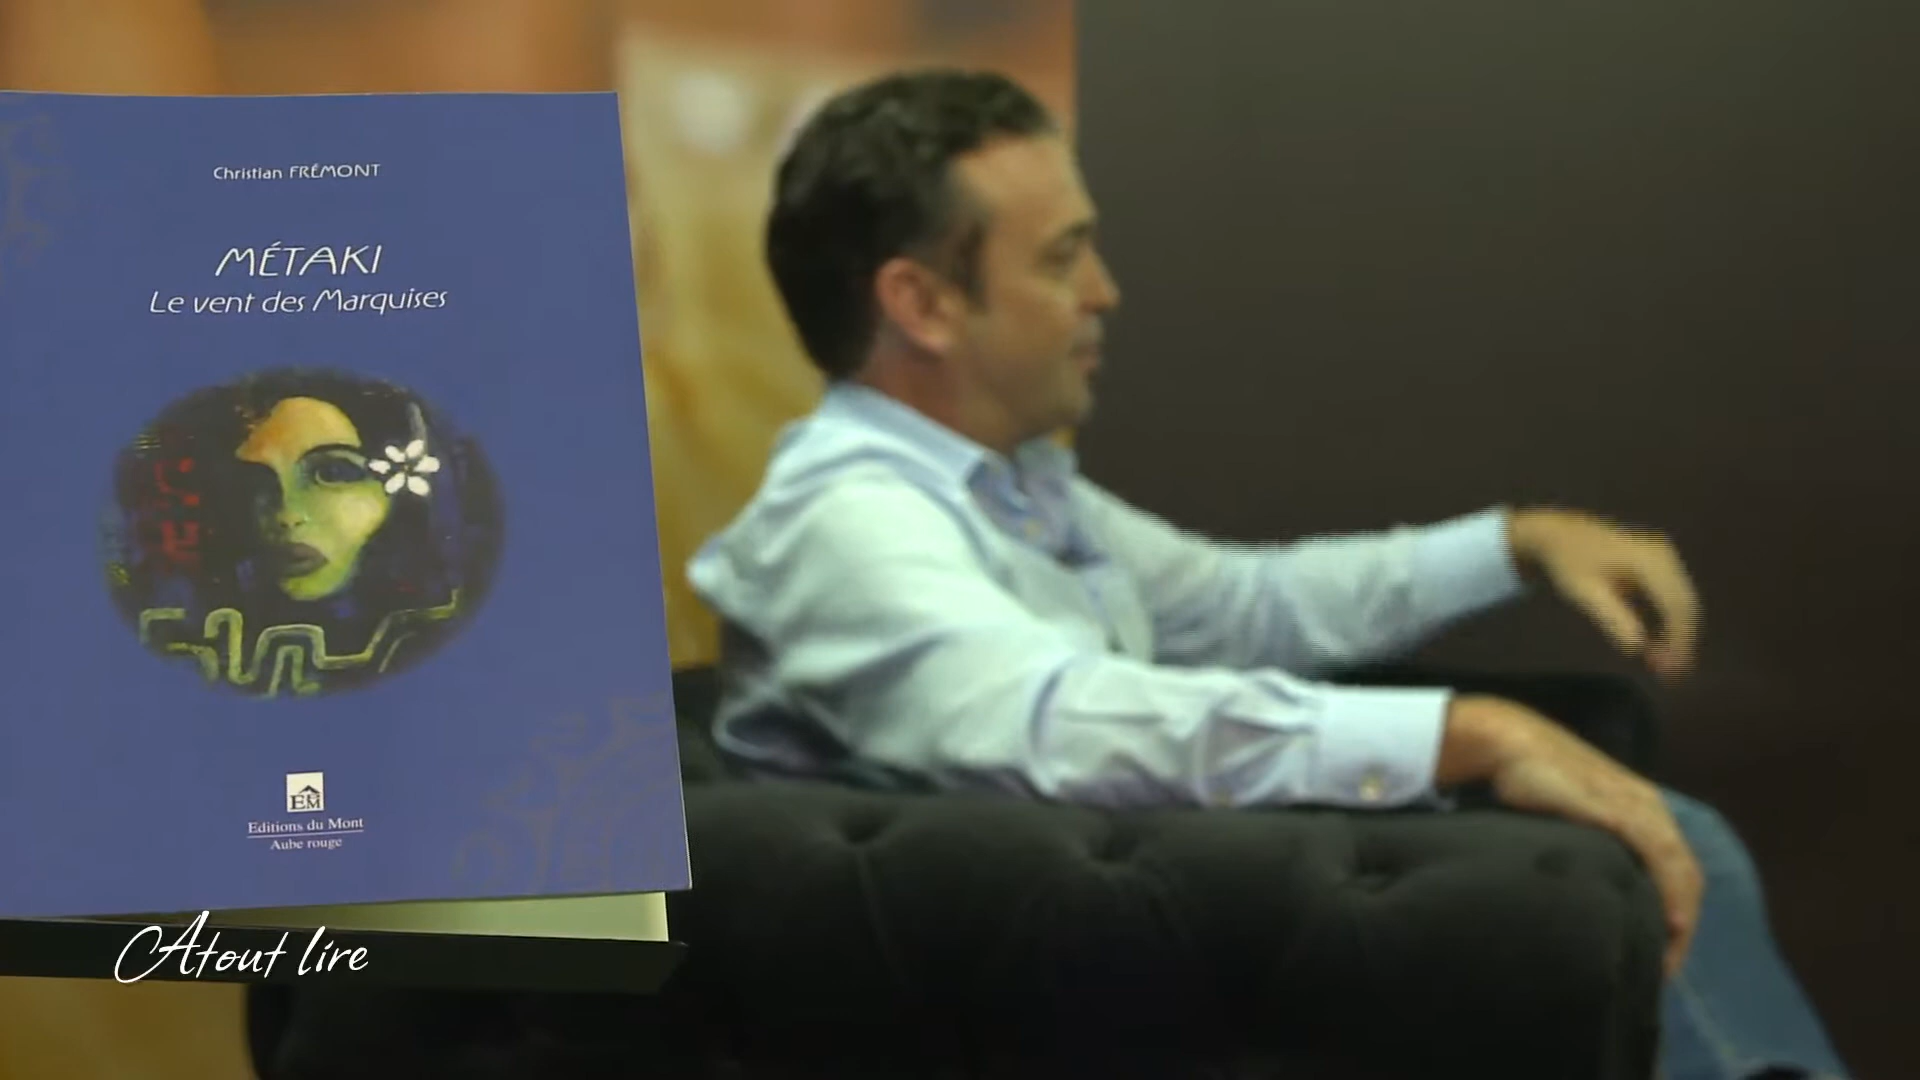 Christian FRÉMONT
MÉTAKI
Le vent des Marquises
EM
Editions du Mont
Aube rouge
Atout lire